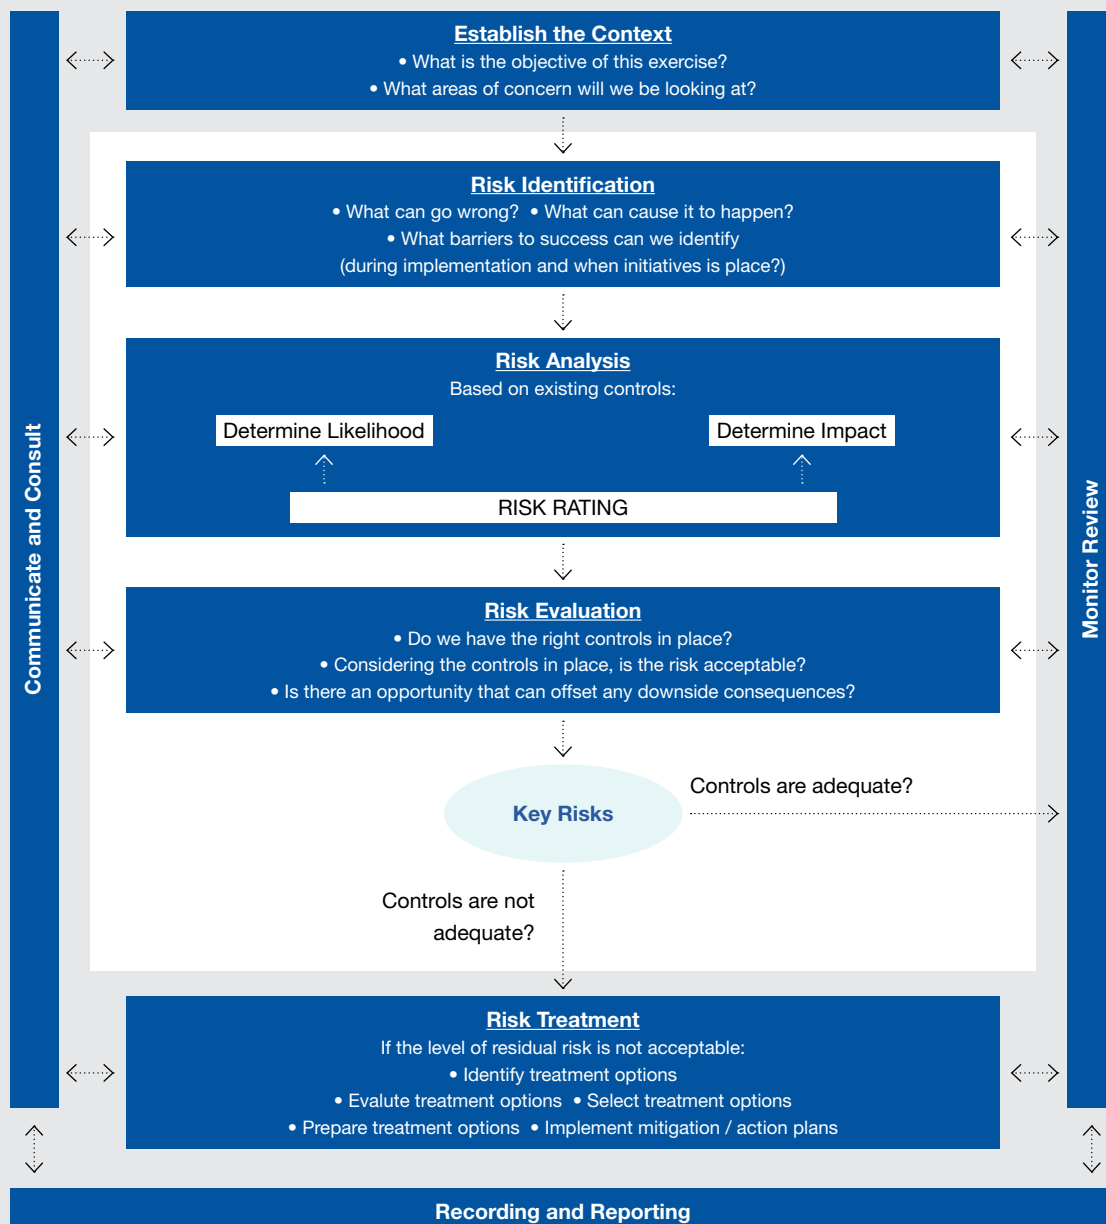 Establish the Context
• What is the objective of this exercise?
• What areas of concern will we be looking at?
Risk Identification
• What can go wrong? • What can cause it to happen?
• What barriers to success can we identify
(during implementation and when initiatives is place?)
Risk Analysis
Based on existing controls:
Determine Likelihood
Determine Impact
RISK RATING
Communicate and Consult
Monitor Review
Risk Evaluation
• Do we have the right controls in place?
• Considering the controls in place, is the risk acceptable?
• Is there an opportunity that can offset any downside consequences?
Controls are adequate?
Key Risks
Controls are not
adequate?
Risk Treatment
If the level of residual risk is not acceptable:
• Identify treatment options
• Evalute treatment options • Select treatment options
• Prepare treatment options • Implement mitigation / action plans
Recording and Reporting